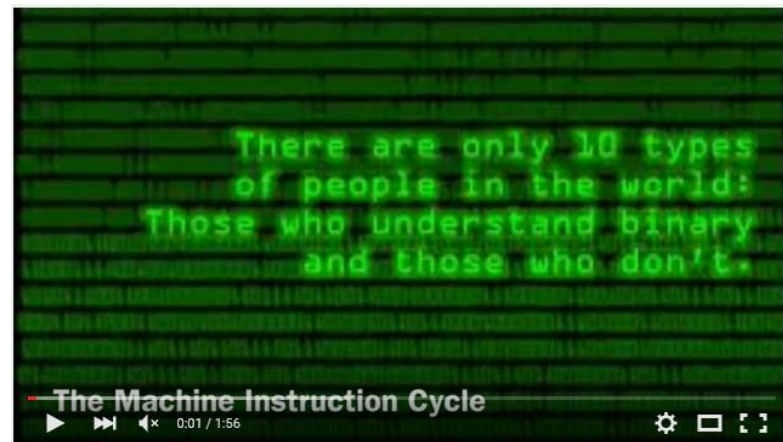 There are only 10 types
of people in the world:
Those who understand binary
and those who don't.
The Machine Instruction Cycle
0:01 / 1:56